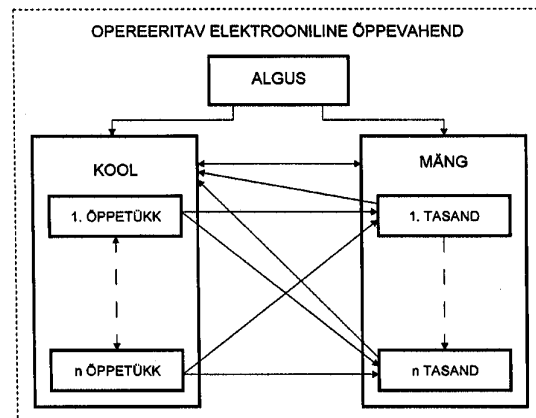 OPEREERITAV ELEKTROONILINE ÕPPEVAHEND
ALGUS
KOOL
MÄNG
1. ÕPPETÜKK
1. TASAND
n ÕPPETÜKK
n TASAND